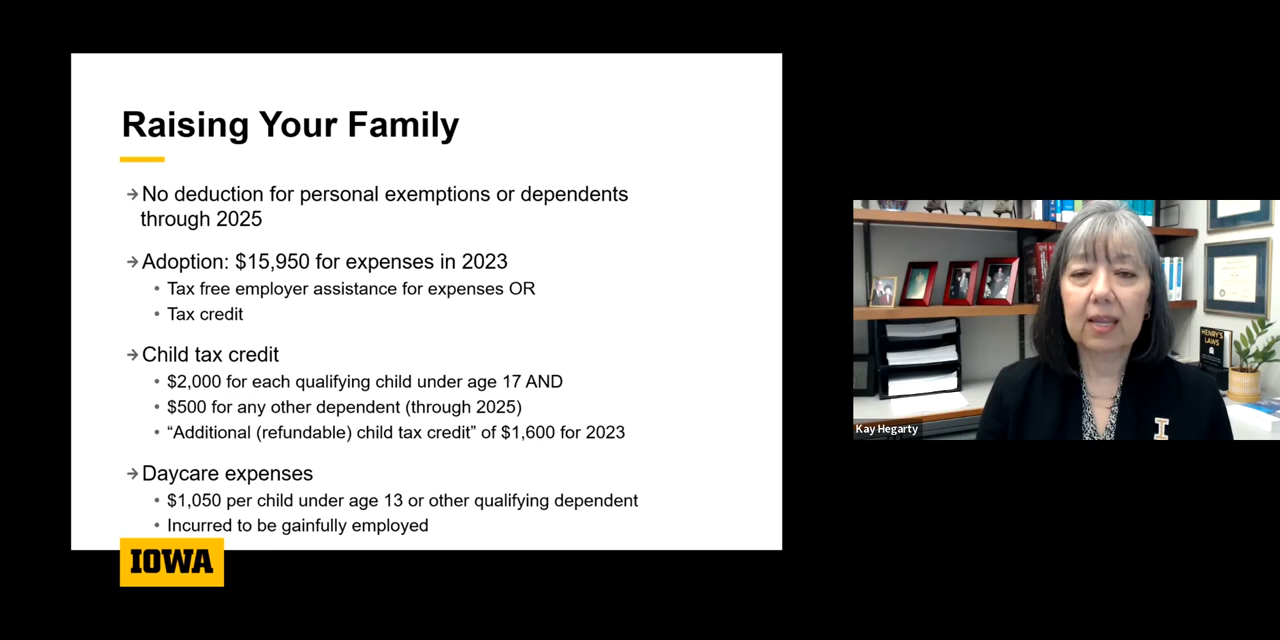 Raising Your Family
→No deduction for personal exemptions or dependents
through 2025
→Adoption: $15,950 for expenses in 2023
• Tax free employer assistance for expenses OR
• Tax credit
→Child tax credit
• $2,000 for each qualifying child under age 17 AND
• $500 for any other dependent (through 2025)
• “Additional (refundable) child tax credit” of $1,600 for 2023
→Daycare expenses
• $1,050 per child under age 13 or other qualifying dependent
• Incurred to be gainfully employed
IOWA
HENRY'S
LAWS
I
Kay Hegarty